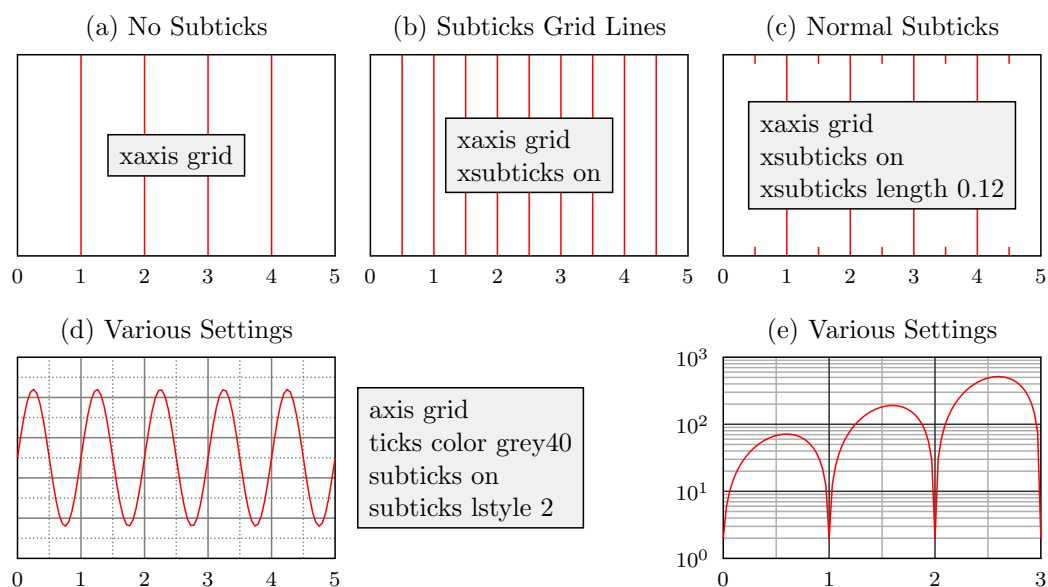 (a) No Subticks
xaxis grid
0 1 2 3 4 5
(b) Subticks Grid Lines
xaxis grid
xsubticks on
0 1 2 3 4 5
(c) Normal Subticks
xaxis grid
xsubticks on
xsubticks length 0.12
0 1 2 3 4 5
(d) Various Settings
0 1 2 3 4 5
axis grid
ticks color grey40
subticks on
subticks lstyle 2
(e) Various Settings
10³
10²
10¹
10⁰
0 1 2 3